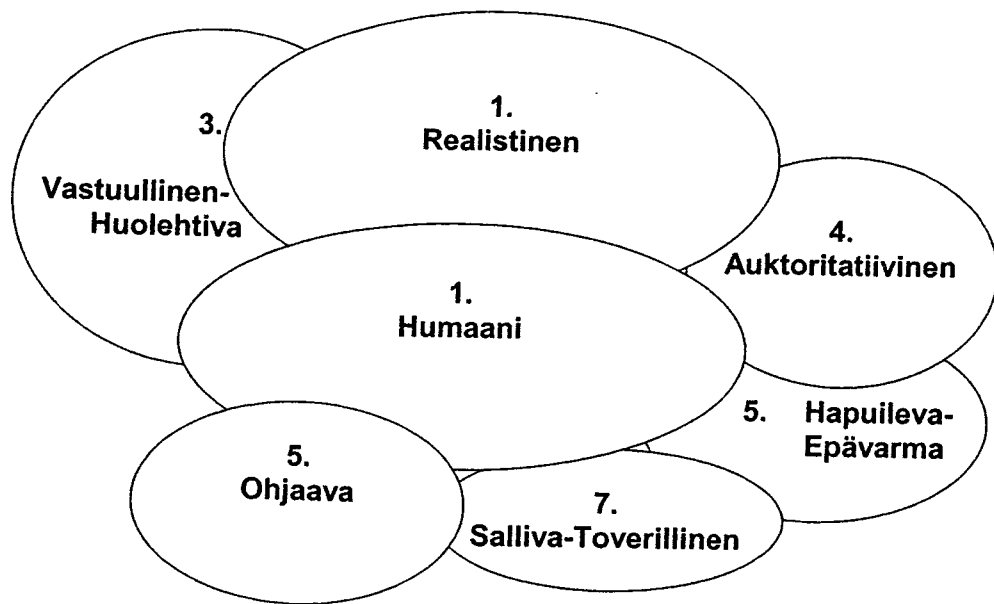 1.
Realistinen
3.
Vastuullinen-
Huolehtiva
4.
Auktoritatiivinen
1.
Humaani
5. Hapuileva-
Epävarma
5.
Ohjaava
7.
Salliva-Toverillinen